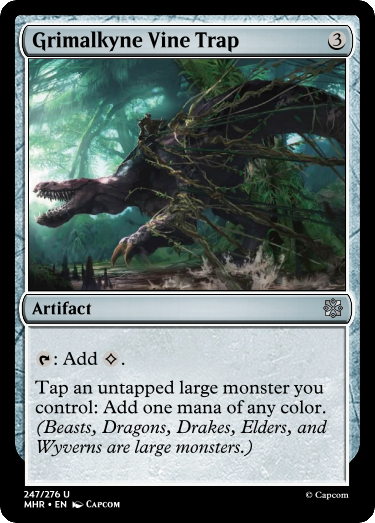 Grimalkyne Vine Trap 3
Artifact
: Add .
Tap an untapped large monster you
control: Add one mana of any color.
(Beasts, Dragons, Drakes, Elders, and
Wyverns are large monsters.)
247/276 U
MHR • EN CAPCOM
© Capcom